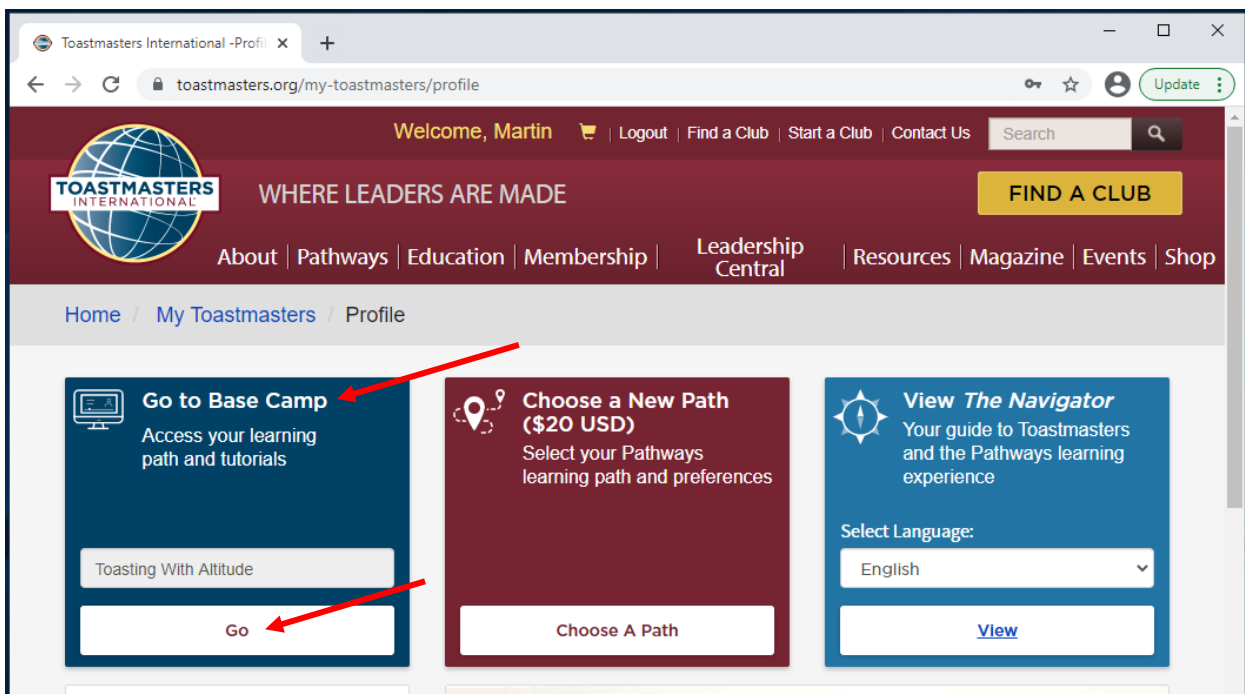 Toastmasters International -Profil
toastmasters.org/my-toastmasters/profile
Update
Welcome, Martin | Logout | Find a Club | Start a Club | Contact Us
Search
TOASTMASTERS
INTERNATIONAL
WHERE LEADERS ARE MADE
FIND A CLUB
About | Pathways | Education | Membership | Leadership Central | Resources | Magazine | Events | Shop
Home / My Toastmasters / Profile
Go to Base Camp
Access your learning
path and tutorials
Toasting With Altitude
Go
Choose a New Path
($20 USD)
Select your Pathways
learning path and preferences
Choose A Path
View The Navigator
Your guide to Toastmasters
and the Pathways learning
experience
Select Language:
English
View